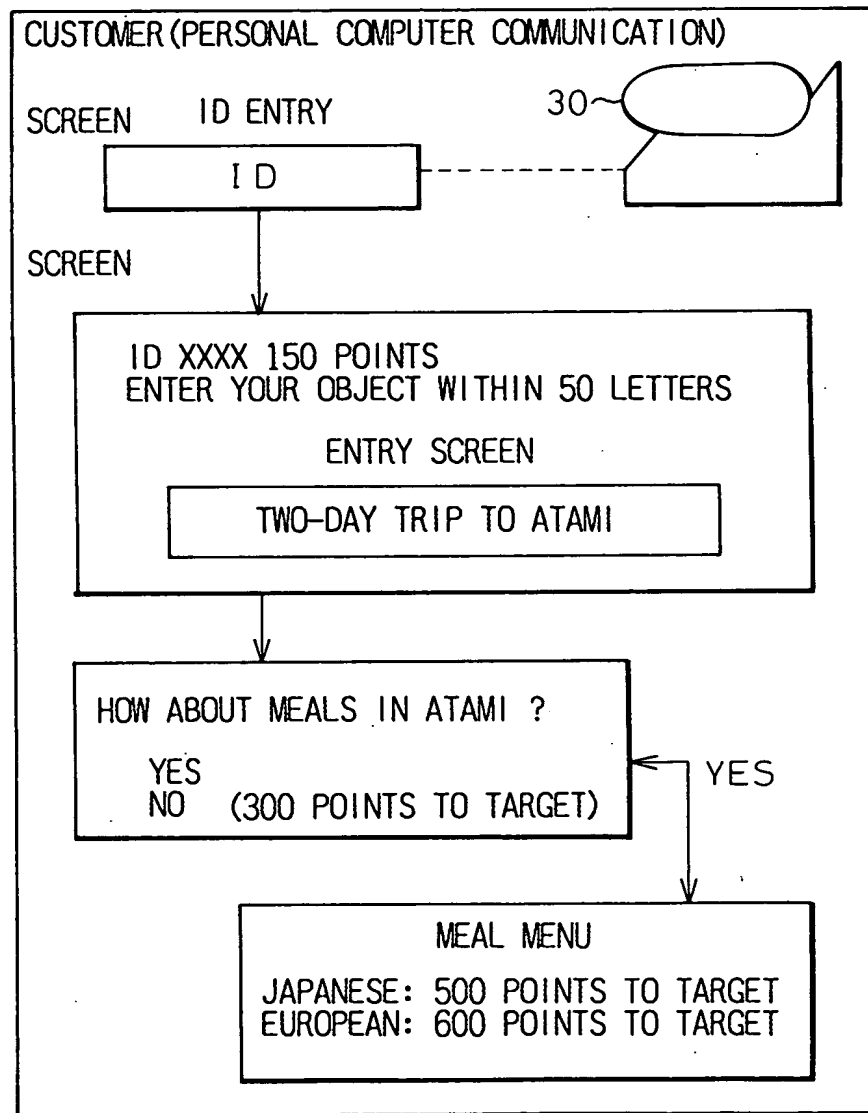 CUSTOMER(PERSONAL COMPUTER COMMUNICATION)
SCREEN ID ENTRY
30
ID
SCREEN
ID XXXX 150 POINTS
ENTER YOUR OBJECT WITHIN 50 LETTERS
ENTRY SCREEN
TWO-DAY TRIP TO ATAMI
HOW ABOUT MEALS IN ATAMI ?
YES
NO (300 POINTS TO TARGET)
YES
MEAL MENU
JAPANESE: 500 POINTS TO TARGET
EUROPEAN: 600 POINTS TO TARGET